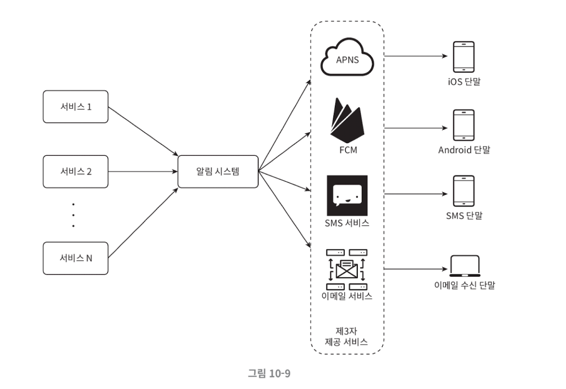 서비스 1
서비스 2
서비스 N
알림 시스템
APNS
FCM
SMS 서비스
이메일 서비스
제3자
제공 서비스
iOS 단말
Android 단말
SMS 단말
이메일 수신 단말
그림 10-9